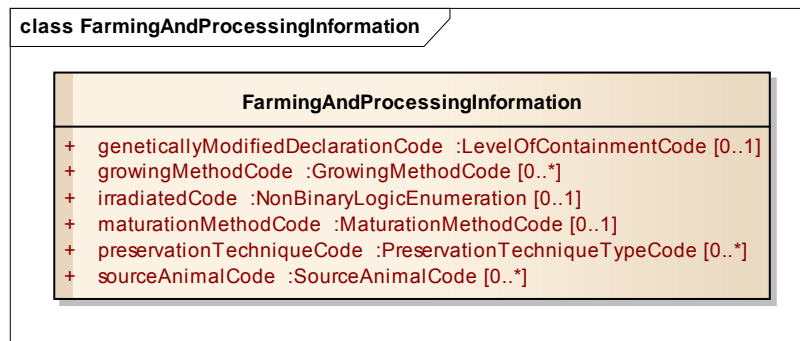 class FarmingAndProcessingInformation
FarmingAndProcessingInformation
+ geneticallyModifiedDeclarationCode :LevelOfContainmentCode [0..1]
+ growingMethodCode :GrowingMethodCode [0..*]
+ irradiatedCode :NonBinaryLogicEnumeration [0..1]
+ maturationMethodCode :MaturationMethodCode [0..1]
+ preservationTechniqueCode :PreservationTechniqueTypeCode [0..*]
+ sourceAnimalCode :SourceAnimalCode [0..*]